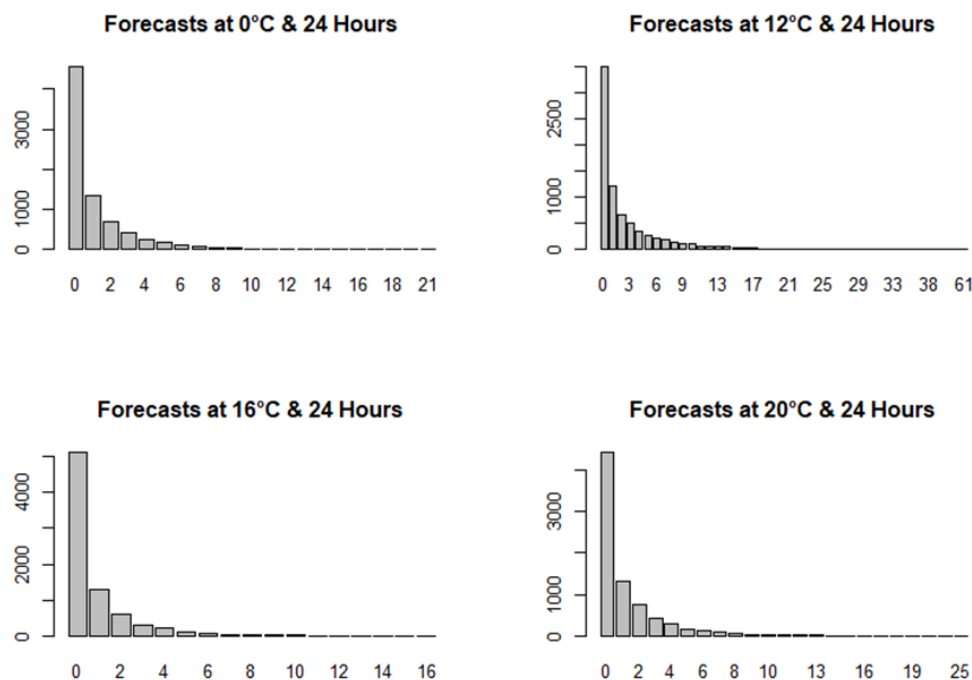 Forecasts at 0°C & 24 Hours
3000
1000
0
0 2 4 6 8 10 12 14 16 18 21
Forecasts at 12°C & 24 Hours
2500
1000
0
0 3 6 9 13 17 21 25 29 33 38 61
Forecasts at 16°C & 24 Hours
4000
2000
0
0 2 4 6 8 10 12 14 16
Forecasts at 20°C & 24 Hours
3000
1000
0
0 2 4 6 8 10 13 16 19 25